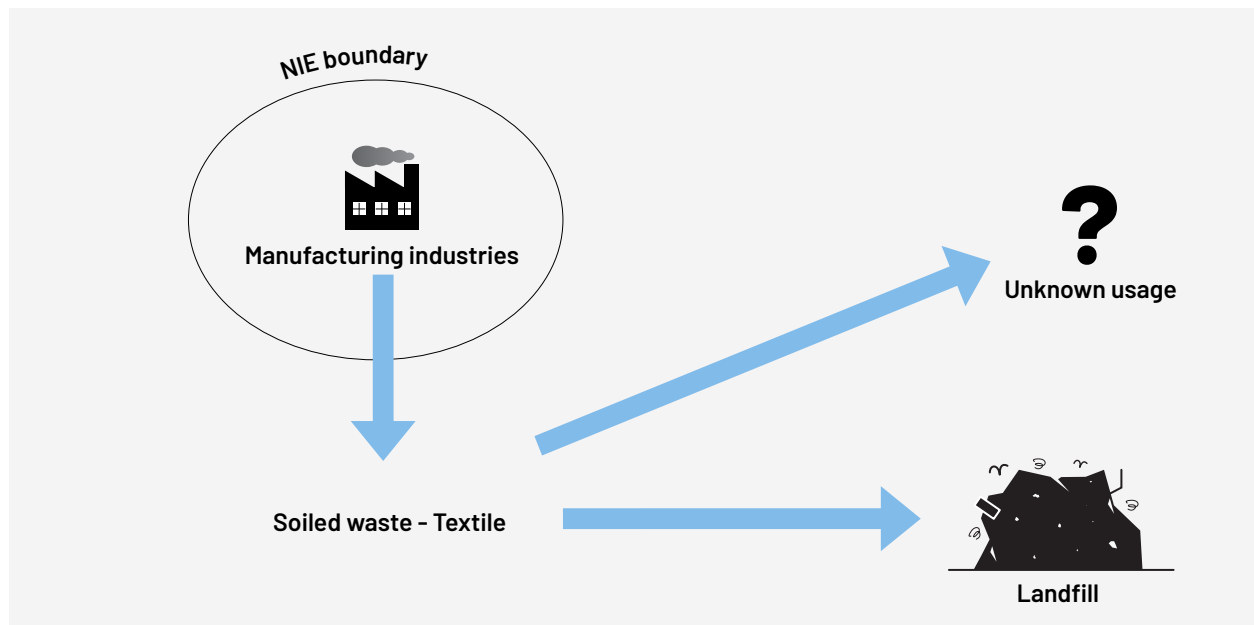 NIE boundary
Manufacturing industries
?
Unknown usage
Soiled waste - Textile
Landfill